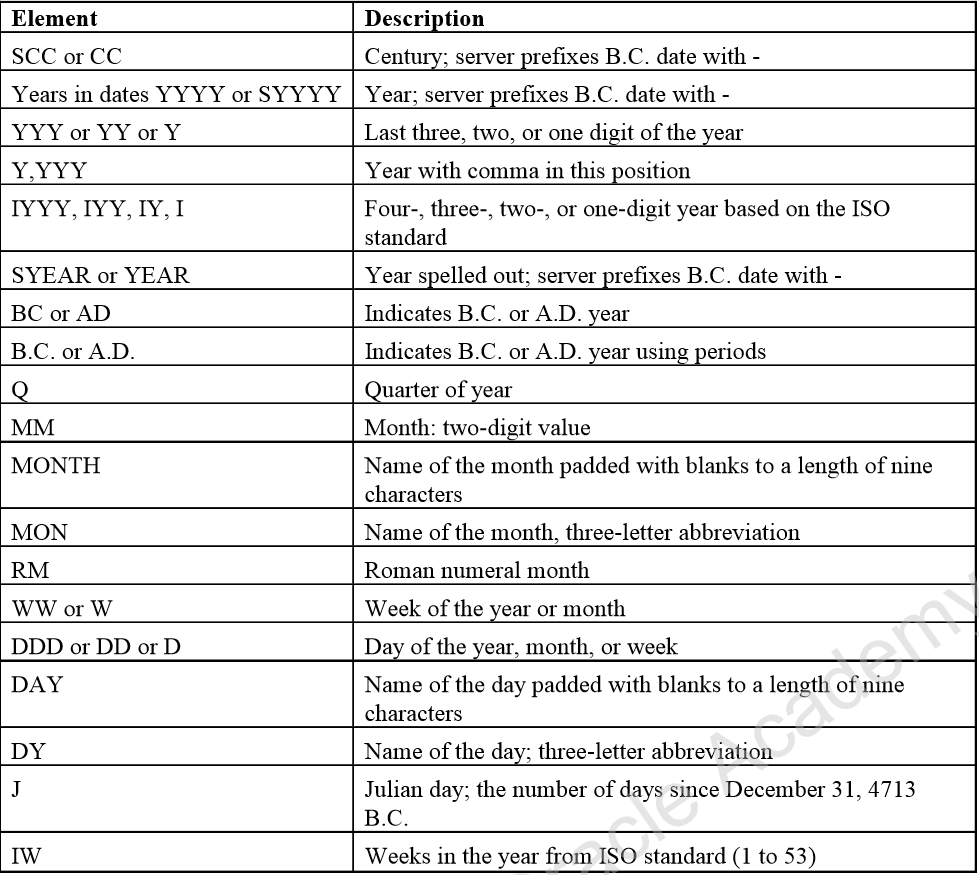 Element Description
SCC or CC Century; server prefixes B.C. date with -
Years in dates YYYY or SYYYY Year; server prefixes B.C. date with -
YYY or YY or Y Last three, two, or one digit of the year
Y,YYY Year with comma in this position
IYYY, IYY, IY, I Four-, three-, two-, or one-digit year based on the ISO
standard
SYEAR or YEAR Year spelled out; server prefixes B.C. date with -
BC or AD Indicates B.C. or A.D. year
B.C. or A.D. Indicates B.C. or A.D. year using periods
Q Quarter of year
MM Month: two-digit value
MONTH Name of the month padded with blanks to a length of nine
characters
MON Name of the month, three-letter abbreviation
RM Roman numeral month
WW or W Week of the year or month
DDD or DD or D Day of the year, month, or week
DAY Name of the day padded with blanks to a length of nine
characters
DY Name of the day; three-letter abbreviation
J Julian day; the number of days since December 31, 4713
B.C.
IW Weeks in the year from ISO standard (1 to 53)
acle Academy